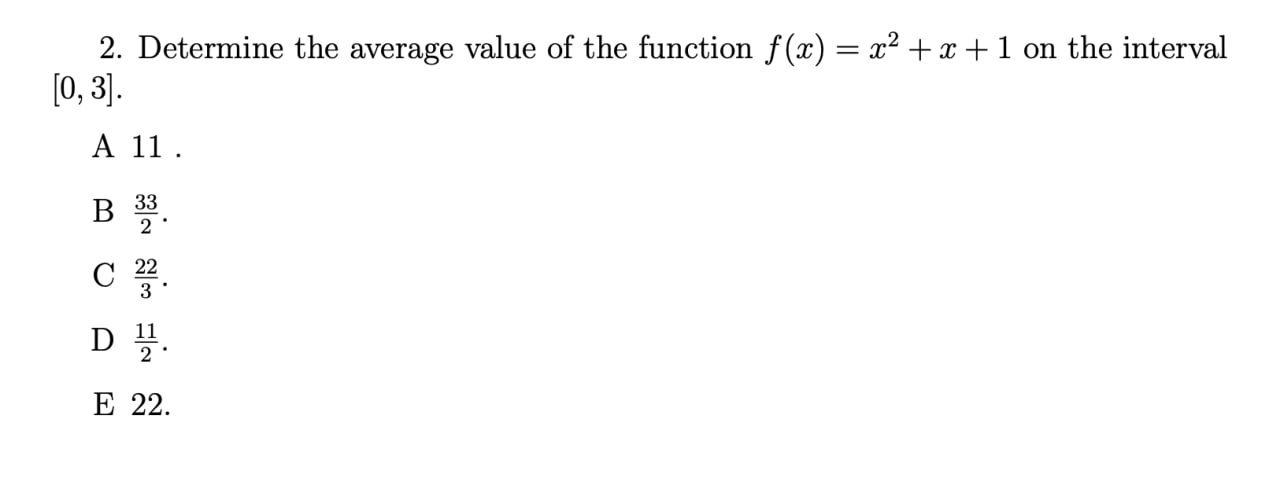 2. Determine the average value of the function f(x) = x² + x + 1 on the interval
[0, 3].
A 11 .
B 33/2.
C 22/3.
D 11/2.
E 22.